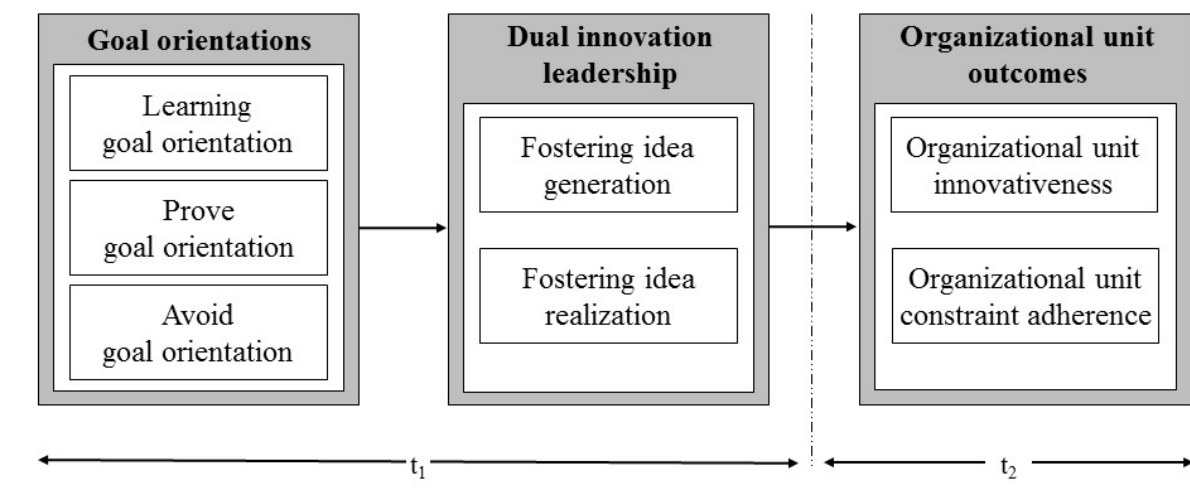 Goal orientations
Learning
goal orientation
Prove
goal orientation
Avoid
goal orientation
Dual innovation
leadership
Fostering idea
generation
Fostering idea
realization
Organizational unit
outcomes
Organizational unit
innovativeness
Organizational unit
constraint adherence
t₁
t₂